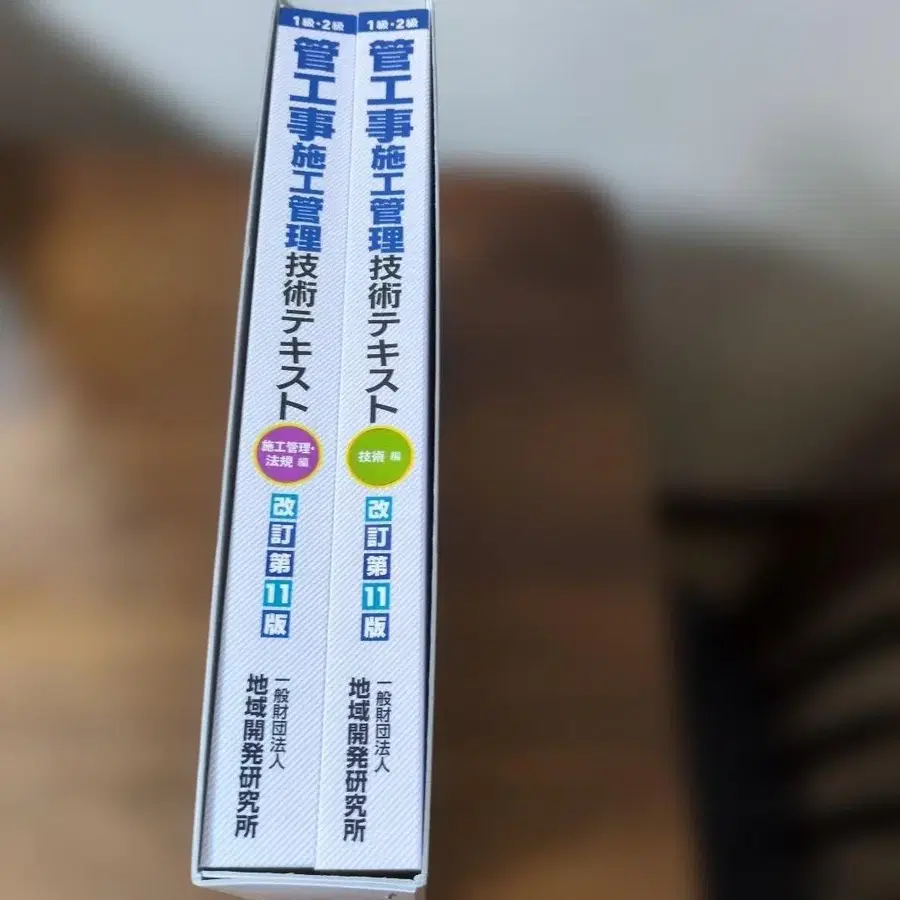 1級・2級
管工事施工管理技術テキスト
施工管理・
法規 編
改訂第11版
一般財団法人
地域開発研究所
1級・2級
管工事施工管理技術テキスト
技術 編
改訂第11版
一般財団法人
地域開発研究所